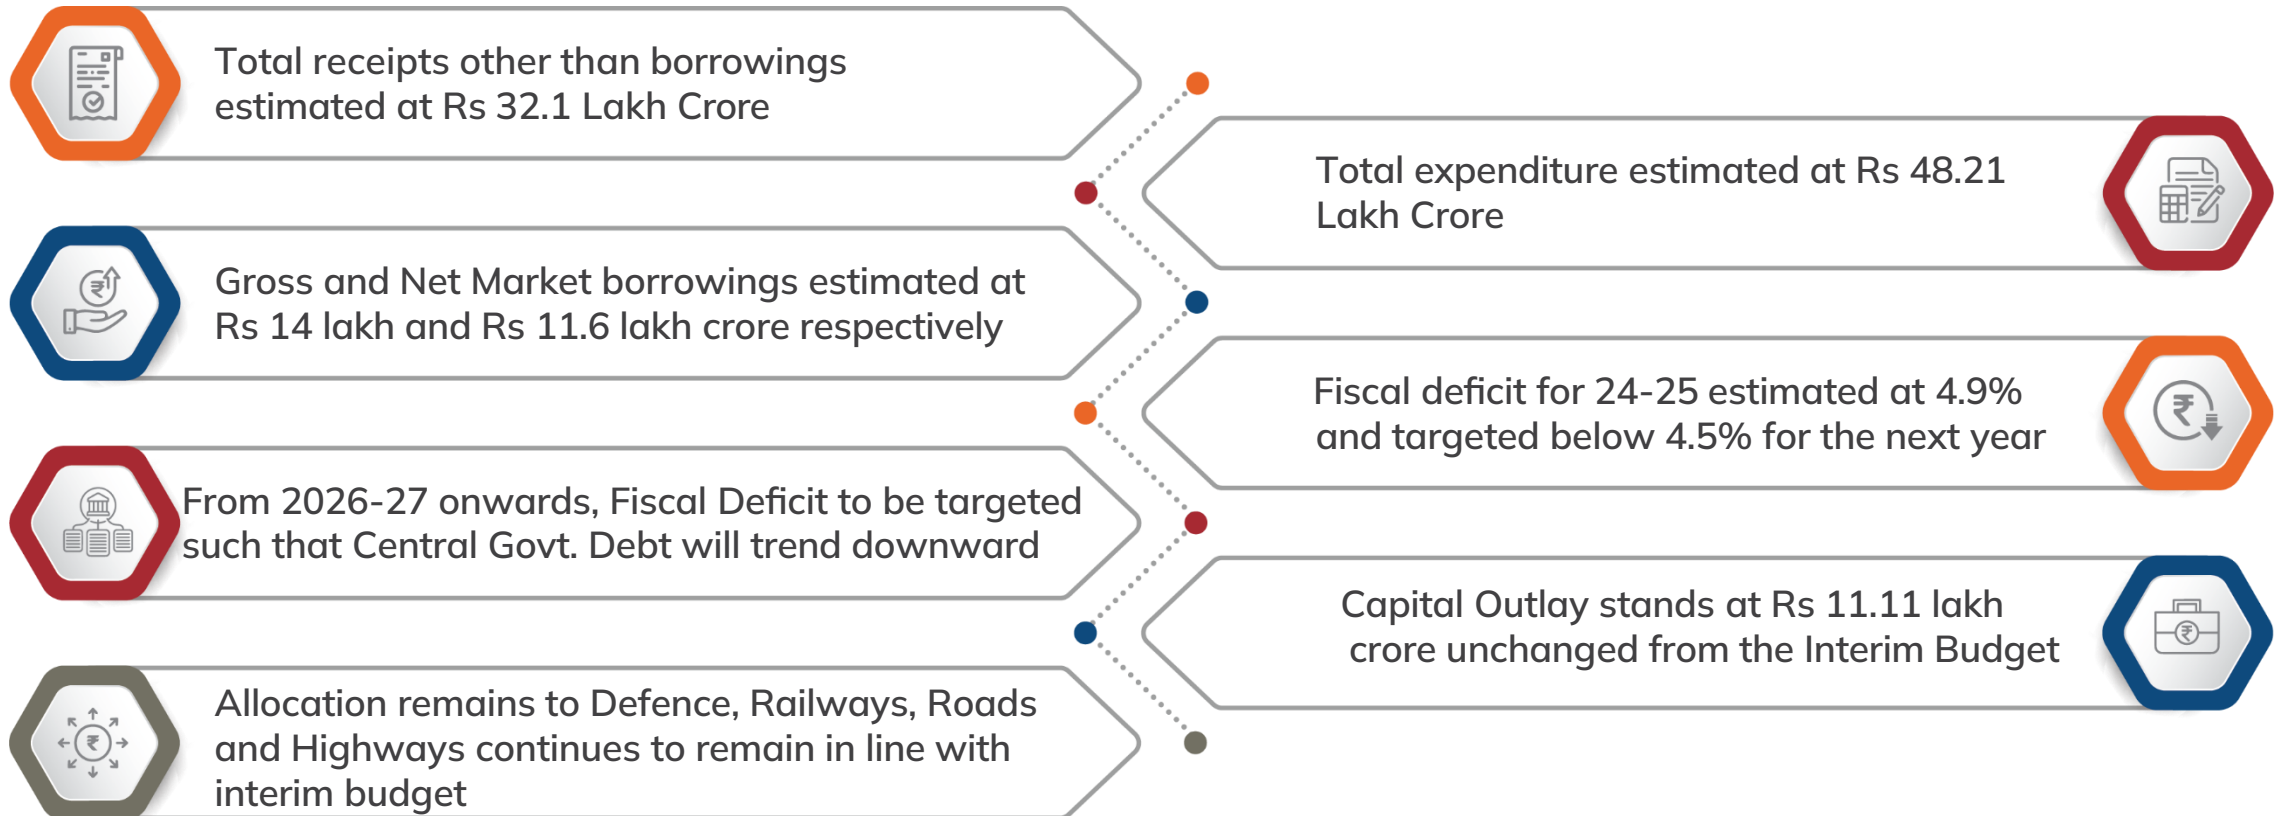 Total receipts other than borrowings
estimated at Rs 32.1 Lakh Crore
Total expenditure estimated at Rs 48.21
Lakh Crore
Gross and Net Market borrowings estimated at
Rs 14 lakh and Rs 11.6 lakh crore respectively
Fiscal deficit for 24-25 estimated at 4.9%
and targeted below 4.5% for the next year
From 2026-27 onwards, Fiscal Deficit to be targeted
such that Central Govt. Debt will trend downward
Capital Outlay stands at Rs 11.11 lakh
crore unchanged from the Interim Budget
Allocation remains to Defence, Railways, Roads
and Highways continues to remain in line with
interim budget